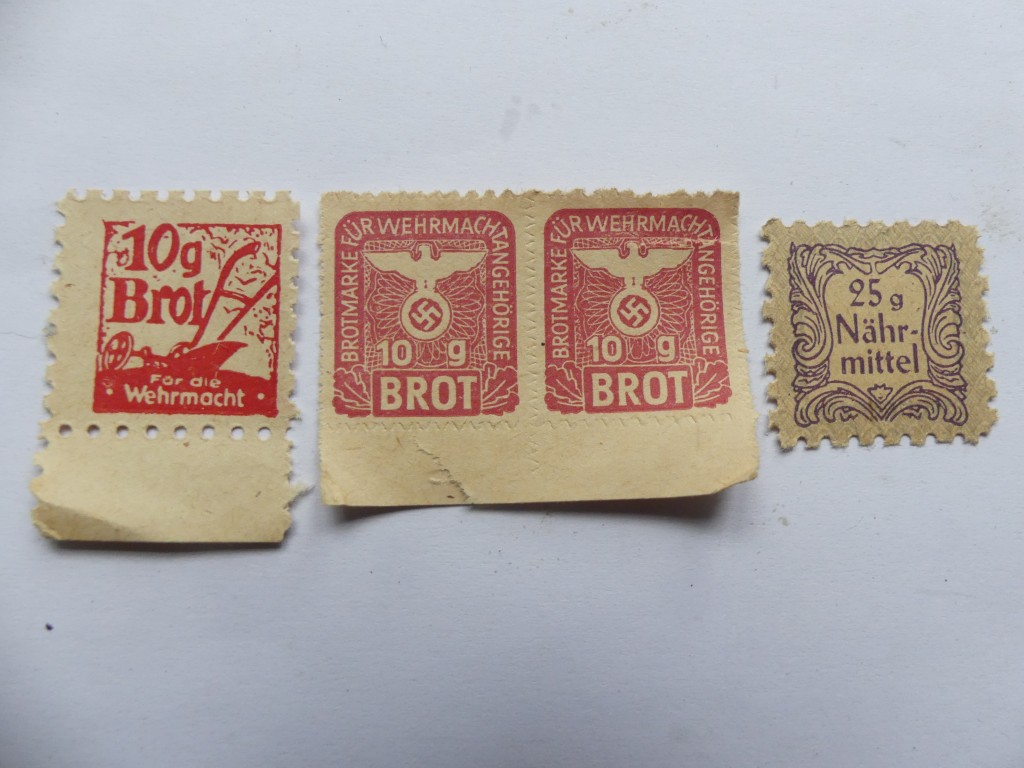 10g
Brot
Für die
· Wehrmacht ·
BROTMARKE FÜR WEHRMACHTANGEHÖRIGE
10 g
BROT
BROTMARKE FÜR WEHRMACHTANGEHÖRIGE
10 g
BROT
25 g
Nähr-
mittel